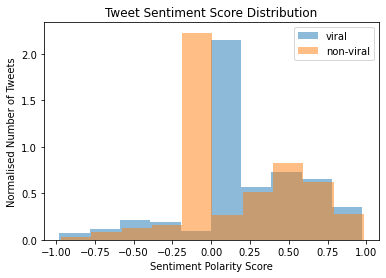 Tweet Sentiment Score Distribution
viral
non-viral
Normalised Number of Tweets
2.0
1.5
1.0
0.5
0.0
−1.00 −0.75 −0.50 −0.25 0.00 0.25 0.50 0.75 1.00
Sentiment Polarity Score